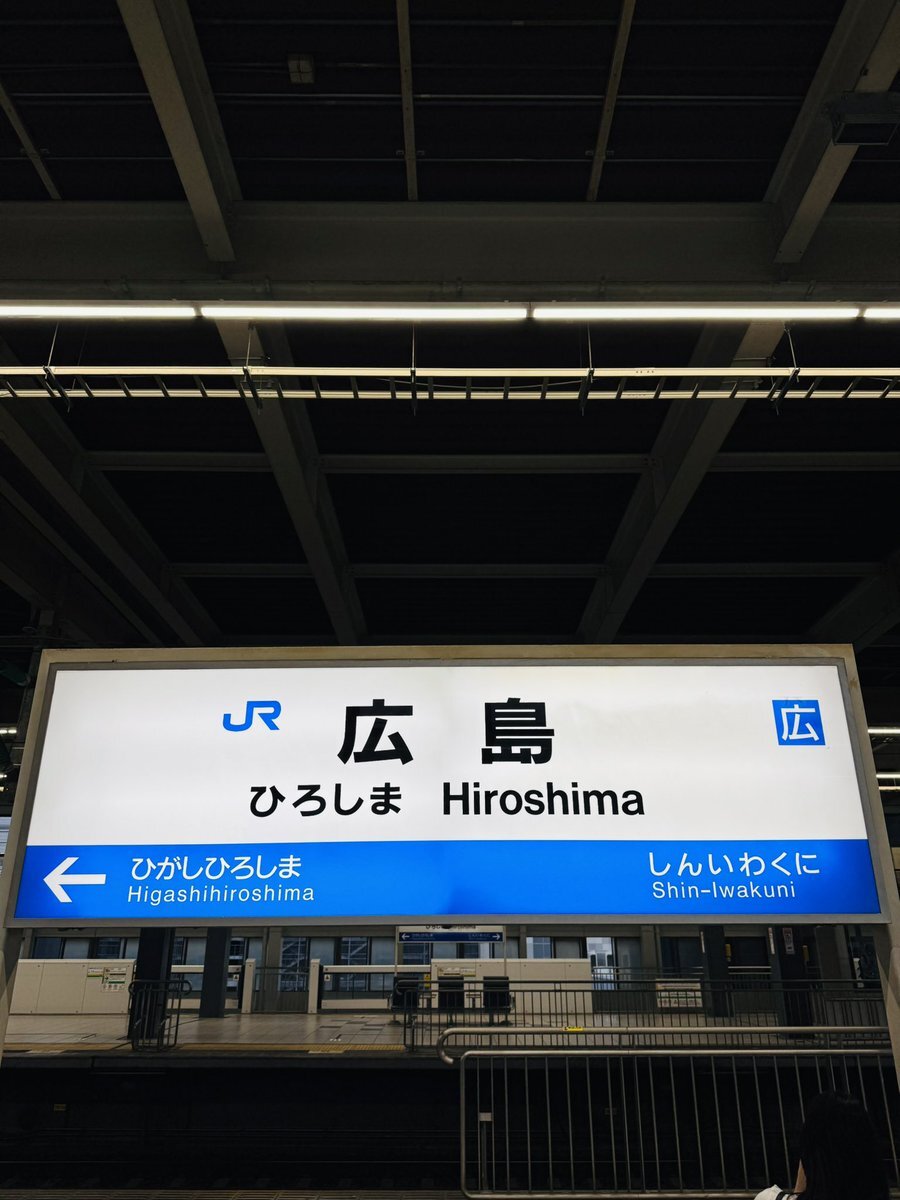 JR 広島 広
ひろしま Hiroshima
← ひがしひろしま しんいわくに
Higashihiroshima Shin-Iwakuni